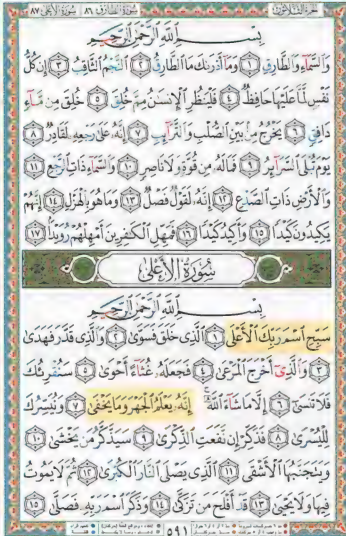 الجزء الثلاثون سورة الطارق ٨٦ سورة الأعلى ٨٧
بِسْمِ ٱللَّهِ ٱلرَّحْمَٰنِ ٱلرَّحِيمِ
وَٱلسَّمَآءِ وَٱلطَّارِقِ ١ وَمَآ أَدْرَىٰكَ مَا ٱلطَّارِقُ ٢ ٱلنَّجْمُ ٱلثَّاقِبُ ٣ إِن كُلُّ
نَفْسٍ لَّمَّا عَلَيْهَا حَافِظٌ ٤ فَلْيَنظُرِ ٱلْإِنسَٰنُ مِمَّ خُلِقَ ٥ خُلِقَ مِن مَّآءٍ
دَافِقٍ ٦ يَخْرُجُ مِنۢ بَيْنِ ٱلصُّلْبِ وَٱلتَّرَآئِبِ ٧ إِنَّهُۥ عَلَىٰ رَجْعِهِۦ لَقَادِرٌ ٨
يَوْمَ تُبْلَى ٱلسَّرَآئِرُ ٩ فَمَا لَهُۥ مِن قُوَّةٍ وَلَا نَاصِرٍ ١٠ وَٱلسَّمَآءِ ذَاتِ ٱلرَّجْعِ ١١
وَٱلْأَرْضِ ذَاتِ ٱلصَّدْعِ ١٢ إِنَّهُۥ لَقَوْلٌ فَصْلٌ ١٣ وَمَا هُوَ بِٱلْهَزْلِ ١٤ إِنَّهُمْ
يَكِيدُونَ كَيْدًا ١٥ وَأَكِيدُ كَيْدًا ١٦ فَمَهِّلِ ٱلْكَٰفِرِينَ أَمْهِلْهُمْ رُوَيْدًۢا ١٧
سُورَةُ الأَعْلَى
بِسْمِ ٱللَّهِ ٱلرَّحْمَٰنِ ٱلرَّحِيمِ
سَبِّحِ ٱسْمَ رَبِّكَ ٱلْأَعْلَى ١ ٱلَّذِى خَلَقَ فَسَوَّىٰ ٢ وَٱلَّذِى قَدَّرَ فَهَدَىٰ
٣ وَٱلَّذِىٓ أَخْرَجَ ٱلْمَرْعَىٰ ٤ فَجَعَلَهُۥ غُثَآءً أَحْوَىٰ ٥ سَنُقْرِئُكَ
فَلَا تَنسَىٰٓ ٦ إِلَّا مَا شَآءَ ٱللَّهُ ۚ إِنَّهُۥ يَعْلَمُ ٱلْجَهْرَ وَمَا يَخْفَىٰ ٧ وَنُيَسِّرُكَ
لِلْيُسْرَىٰ ٨ فَذَكِّرْ إِن نَّفَعَتِ ٱلذِّكْرَىٰ ٩ سَيَذَّكَّرُ مَن يَخْشَىٰ ١٠
وَيَتَجَنَّبُهَا ٱلْأَشْقَى ١١ ٱلَّذِى يَصْلَى ٱلنَّارَ ٱلْكُبْرَىٰ ١٢ ثُمَّ لَا يَمُوتُ
فِيهَا وَلَا يَحْيَىٰ ١٣ قَدْ أَفْلَحَ مَن تَزَكَّىٰ ١٤ وَذَكَرَ ٱسْمَ رَبِّهِۦ فَصَلَّىٰ ١٥
٥٩١